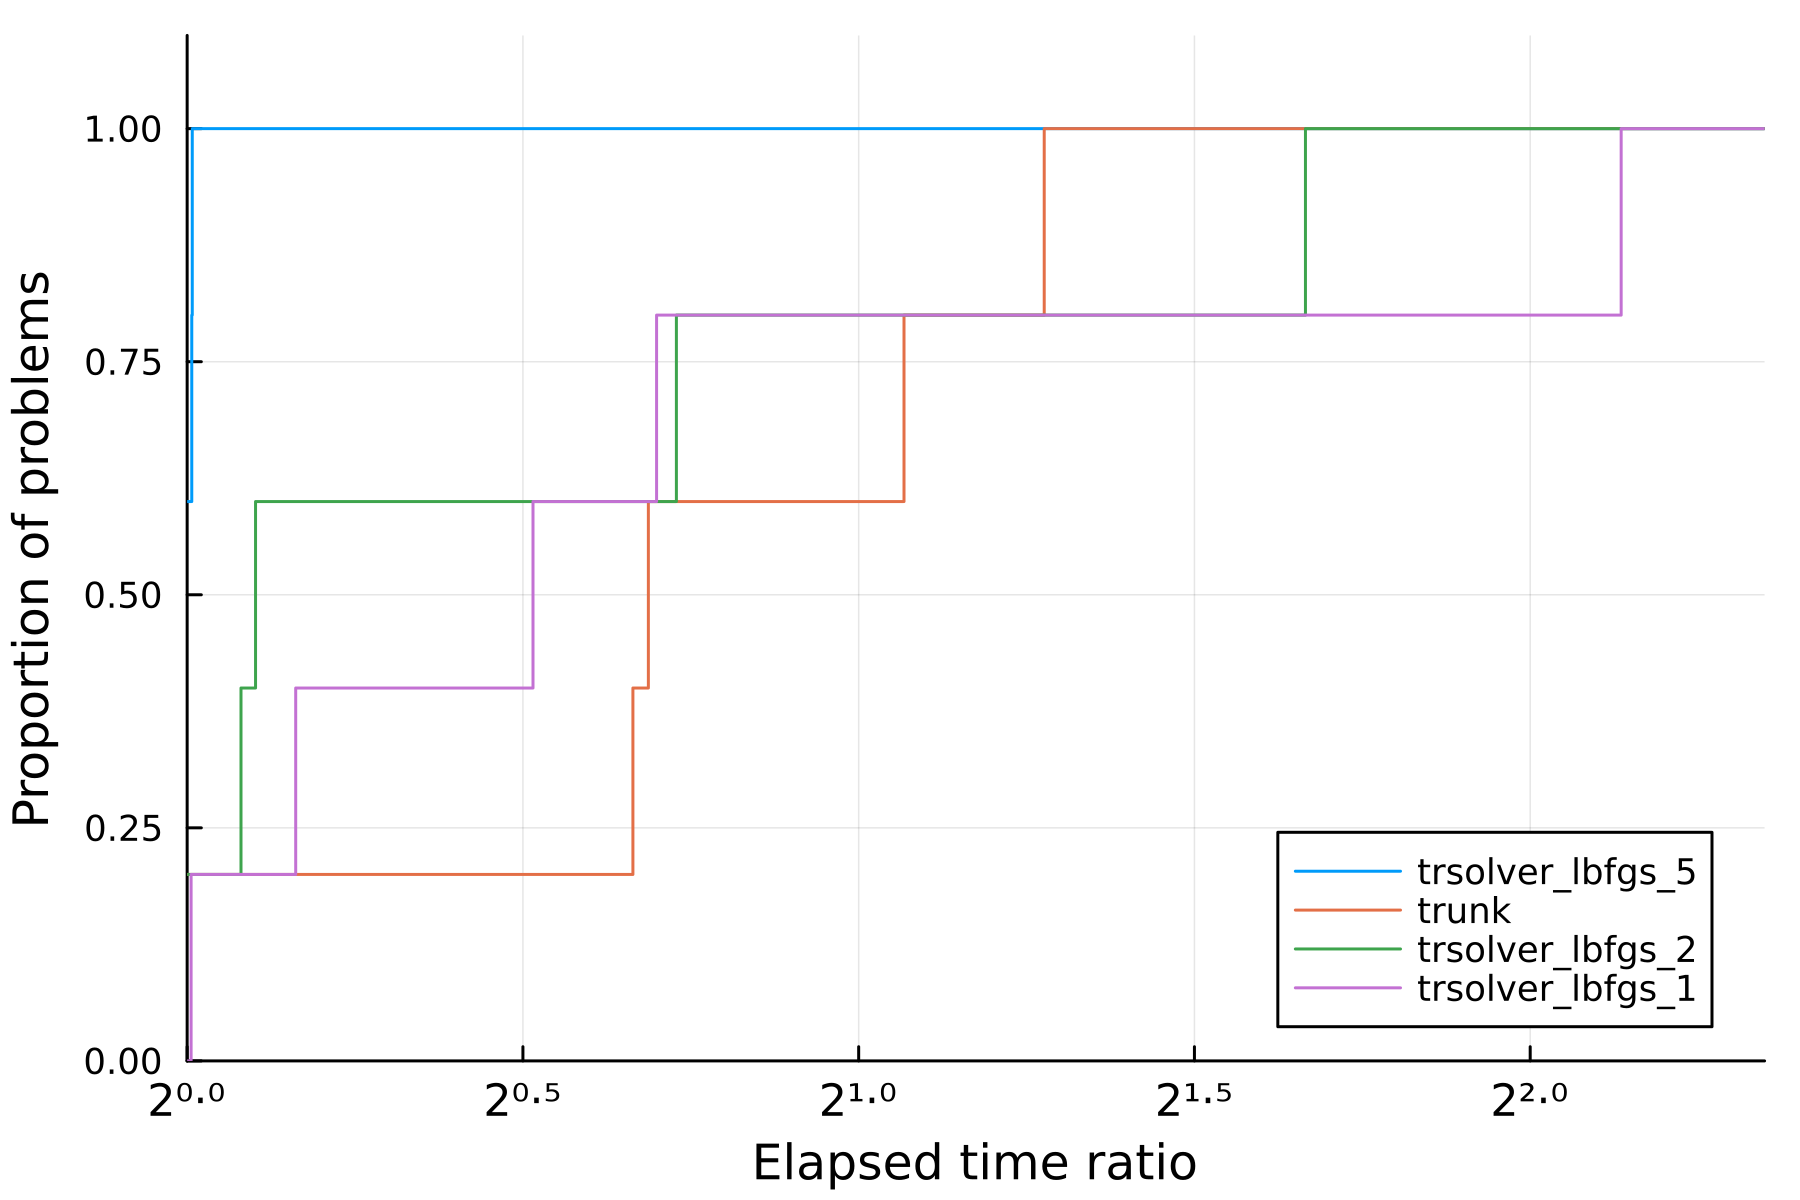 Proportion of problems
1.00
0.75
0.50
0.25
0.00
2⁰·⁰
2⁰·⁵
2¹·⁰
2¹·⁵
2²·⁰
Elapsed time ratio
trsolver_lbfgs_5
trunk
trsolver_lbfgs_2
trsolver_lbfgs_1